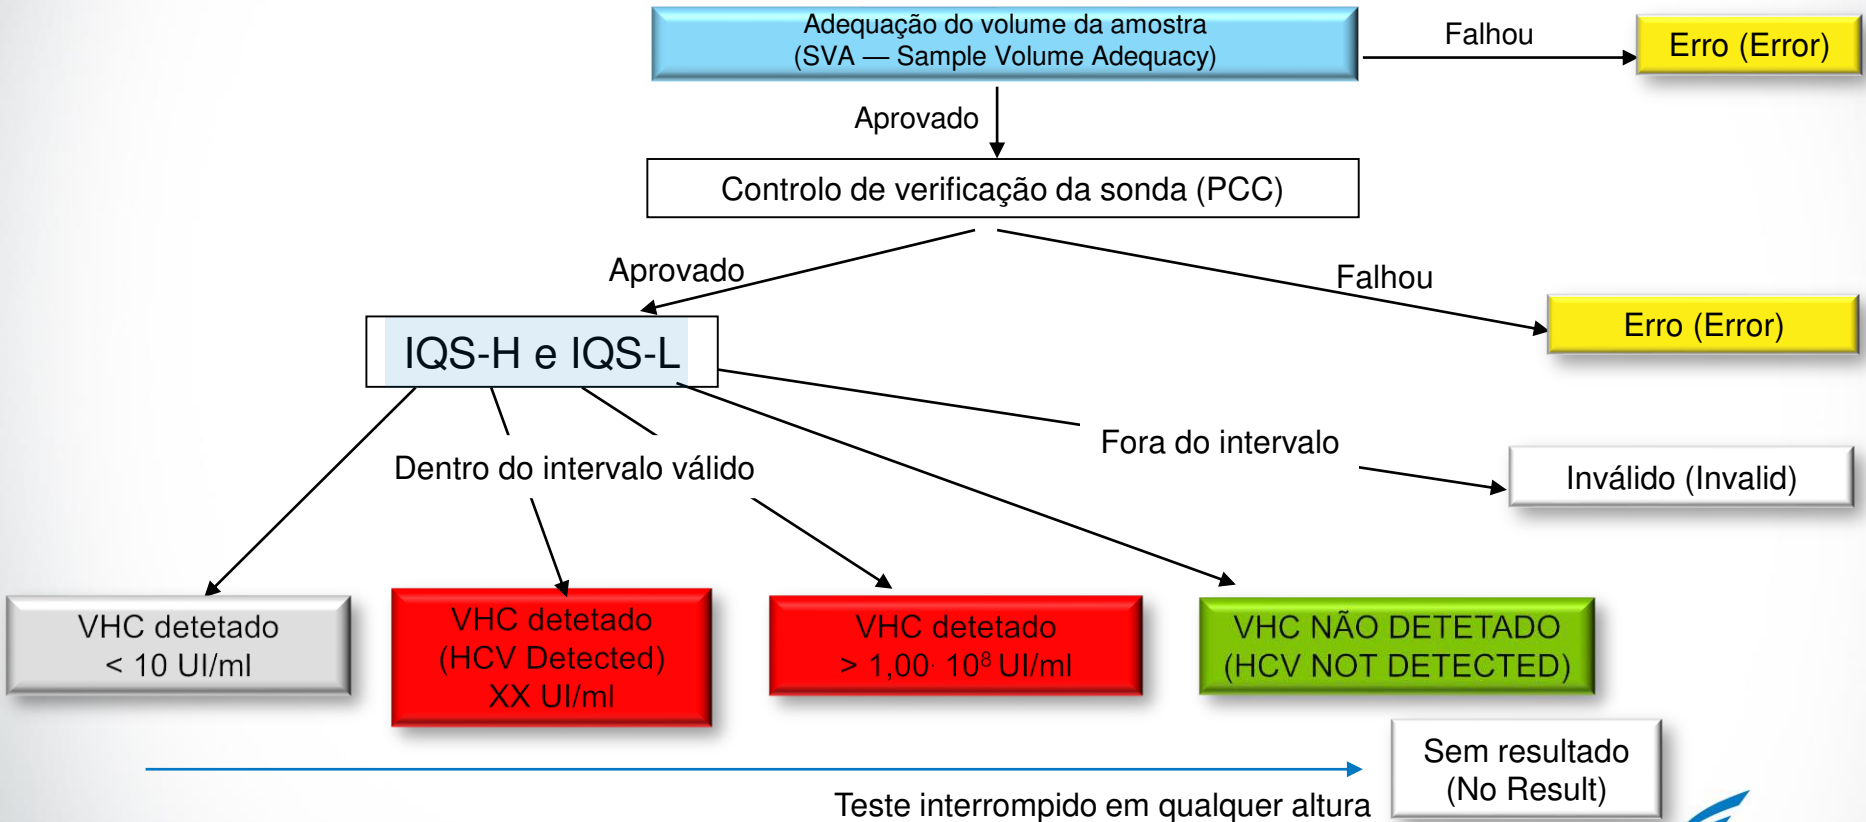 Adequação do volume da amostra
(SVA — Sample Volume Adequacy)
Falhou
Erro (Error)
Aprovado
Controlo de verificação da sonda (PCC)
Aprovado
Falhou
Erro (Error)
IQS-H e IQS-L
Fora do intervalo
Dentro do intervalo válido
Inválido (Invalid)
VHC detetado
< 10 UI/ml
VHC detetado
(HCV Detected)
XX UI/ml
VHC detetado
> 1,00· 10⁸ UI/ml
VHC NÃO DETETADO
(HCV NOT DETECTED)
Sem resultado
(No Result)
Teste interrompido em qualquer altura